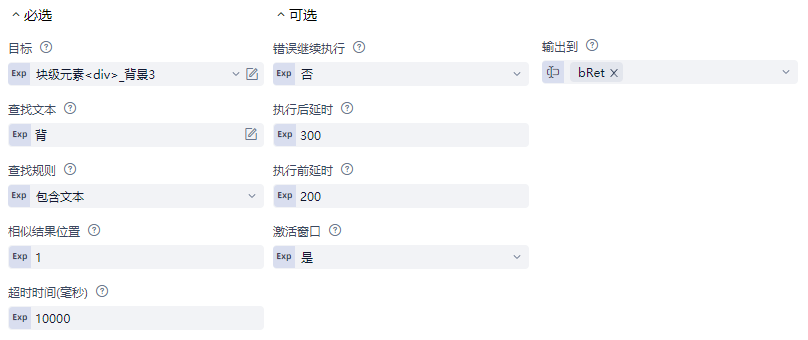 必选
目标
Exp 块级元素<div>_背景3
查找文本
Exp 背
查找规则
Exp 包含文本
相似结果位置
Exp 1
超时时间(毫秒)
Exp 10000
可选
错误继续执行
Exp 否
执行后延时
Exp 300
执行前延时
Exp 200
激活窗口
Exp 是
输出到
bRet